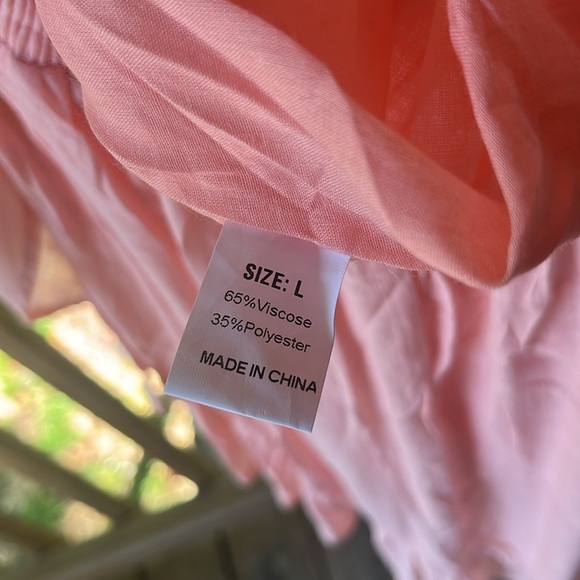 SIZE: L
65%Viscose
35%Polyester
MADE IN CHINA